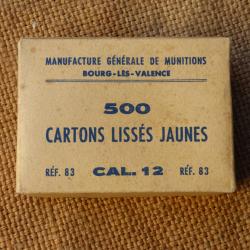 MANUFACTURE GÉNÉRALE DE MUNITIONS
BOURG-LÈS-VALENCE
500
CARTONS LISSÉS JAUNES
RÉF. 83 CAL. 12 RÉF. 83